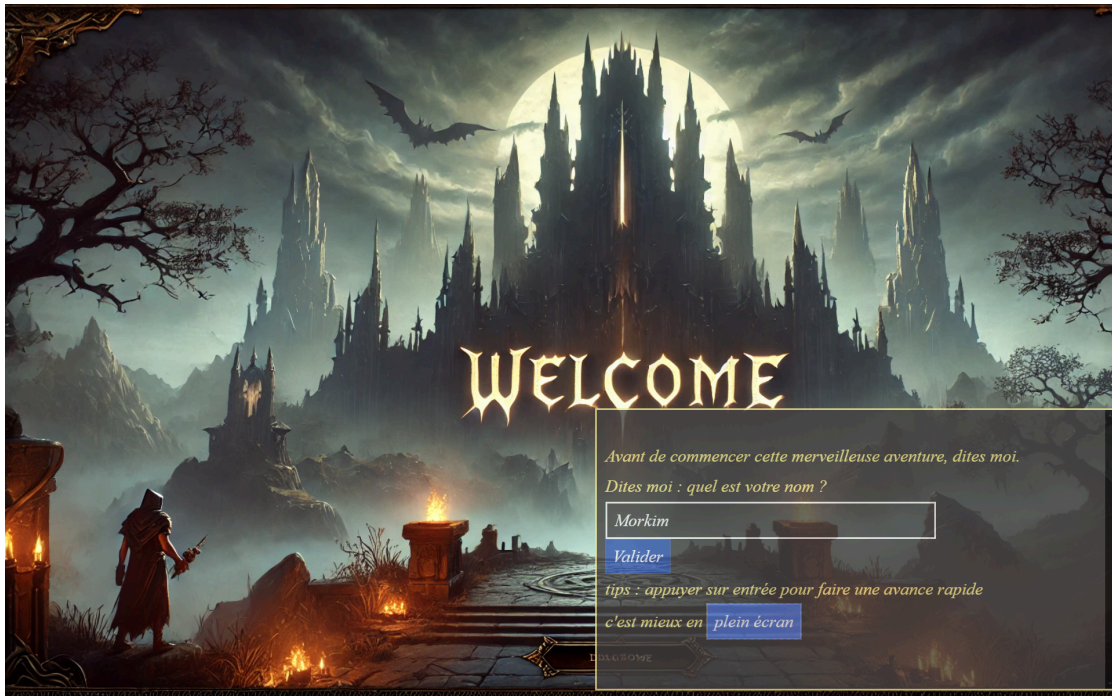 WELCOME
Avant de commencer cette merveilleuse aventure, dites moi.
Dites moi : quel est votre nom ?
Morkim
Valider
tips : appuyer sur entrée pour faire une avance rapide
c'est mieux en plein écran